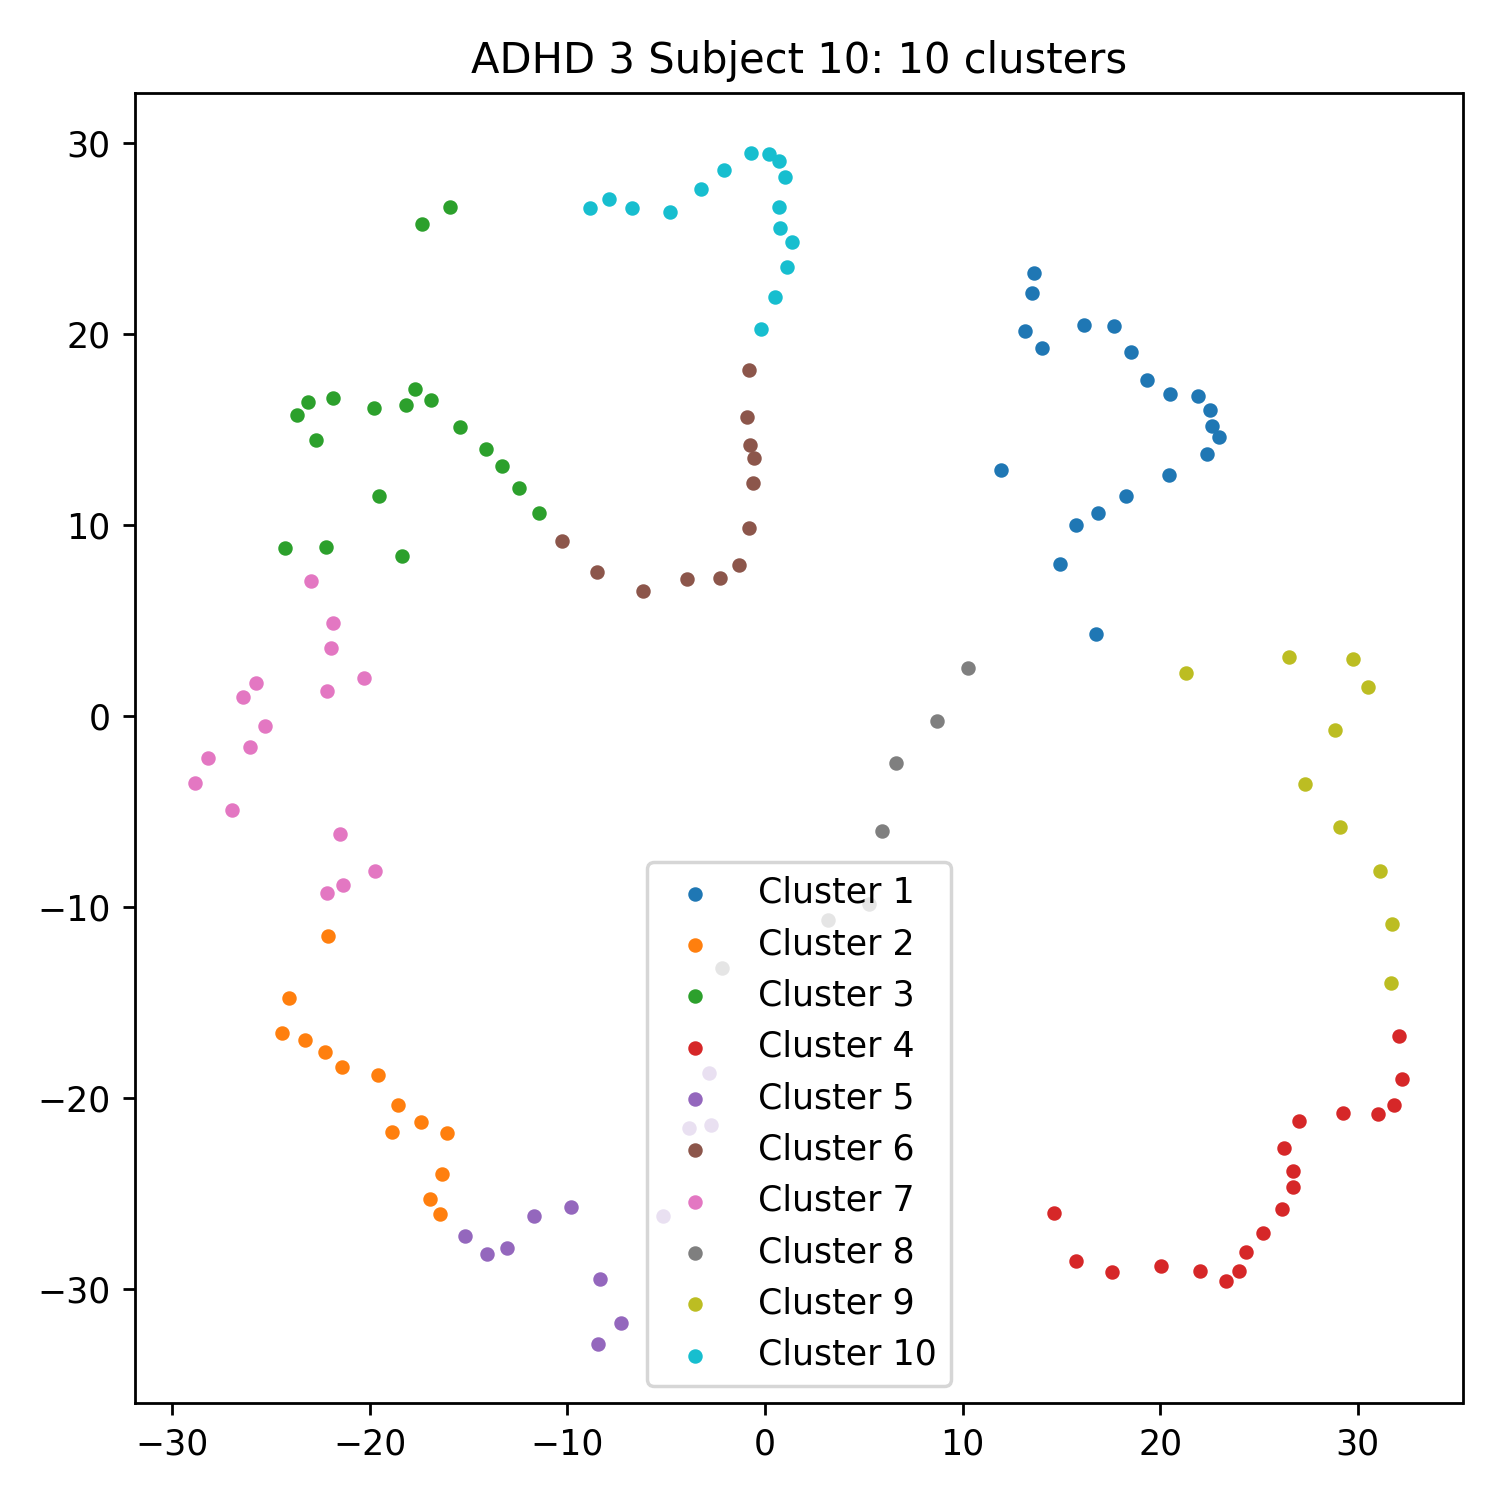 ADHD 3 Subject 10: 10 clusters
30
20
10
0
−10
−20
−30
Cluster 1
Cluster 2
Cluster 3
Cluster 4
Cluster 5
Cluster 6
Cluster 7
Cluster 8
Cluster 9
Cluster 10
−30 −20 −10 0 10 20 30